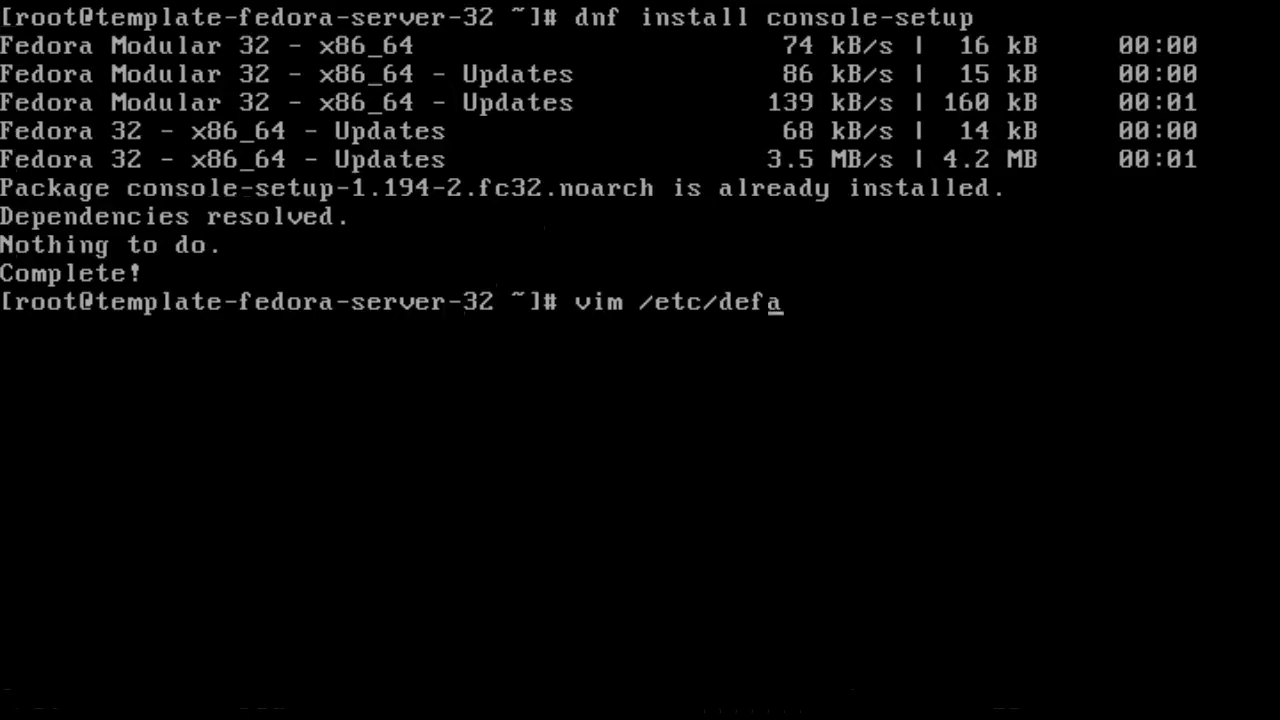 [root@template-fedora-server-32 ~]# dnf install console-setup
Fedora Modular 32 - x86_64 74 kB/s | 16 kB 00:00
Fedora Modular 32 - x86_64 - Updates 86 kB/s | 15 kB 00:00
Fedora Modular 32 - x86_64 - Updates 139 kB/s | 160 kB 00:01
Fedora 32 - x86_64 - Updates 68 kB/s | 14 kB 00:00
Fedora 32 - x86_64 - Updates 3.5 MB/s | 4.2 MB 00:01
Package console-setup-1.194-2.fc32.noarch is already installed.
Dependencies resolved.
Nothing to do.
Complete!
[root@template-fedora-server-32 ~]# vim /etc/defa